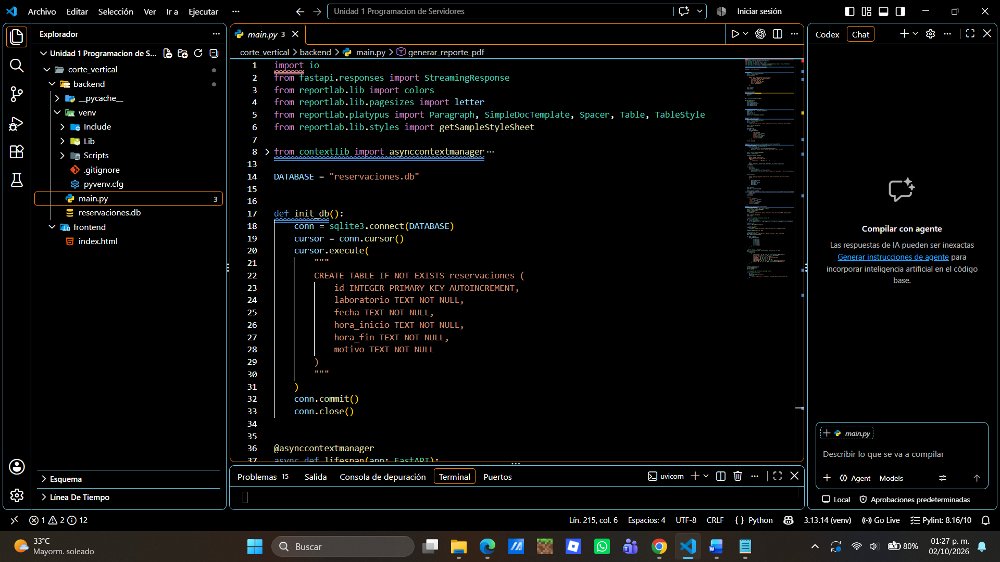 Archivo Editar Selección Ver Ir a Ejecutar ···
Unidad 1 Programacion de Servidores
Iniciar sesión
Explorador
Unidad 1 Programacion de S...
corte_vertical
backend
__pycache__
venv
Include
Lib
Scripts
.gitignore
pyvenv.cfg
main.py 3
reservaciones.db
frontend
index.html
Esquema
Línea De Tiempo
main.py 3
corte_vertical > backend > main.py > generar_reporte_pdf
1 import io
2 from fastapi.responses import StreamingResponse
3 from reportlab.lib import colors
4 from reportlab.lib.pagesizes import letter
5 from reportlab.platypus import Paragraph, SimpleDocTemplate, Spacer, Table, TableStyle
6 from reportlab.lib.styles import getSampleStyleSheet
7
8 from contextlib import asynccontextmanager ···
13
14 DATABASE = "reservaciones.db"
15
16
17 def init_db():
18 conn = sqlite3.connect(DATABASE)
19 cursor = conn.cursor()
20 cursor.execute(
21 """
22 CREATE TABLE IF NOT EXISTS reservaciones (
23 id INTEGER PRIMARY KEY AUTOINCREMENT,
24 laboratorio TEXT NOT NULL,
25 fecha TEXT NOT NULL,
26 hora_inicio TEXT NOT NULL,
27 hora_fin TEXT NOT NULL,
28 motivo TEXT NOT NULL
29 )
30 """
31 )
32 conn.commit()
33 conn.close()
34
35
36 @asynccontextmanager
37 async def lifespan(app: FastAPI):
Problemas 15 Salida Consola de depuración Terminal Puertos
uvicorn
Codex Chat
Compilar con agente
Las respuestas de IA pueden ser inexactas
Generar instrucciones de agente para
incorporar inteligencia artificial en el código
base.
main.py
Describir lo que se va a compilar
Agent Models
Local Aprobaciones predeterminadas
1 2 12
Lín. 215, col. 6 Espacios: 4 UTF-8 CRLF { } Python 3.13.14 (venv) Go Live Pylint: 8.16/10
33°C
Mayorm. soleado
Buscar
80%
01:27 p. m.
02/10/2026